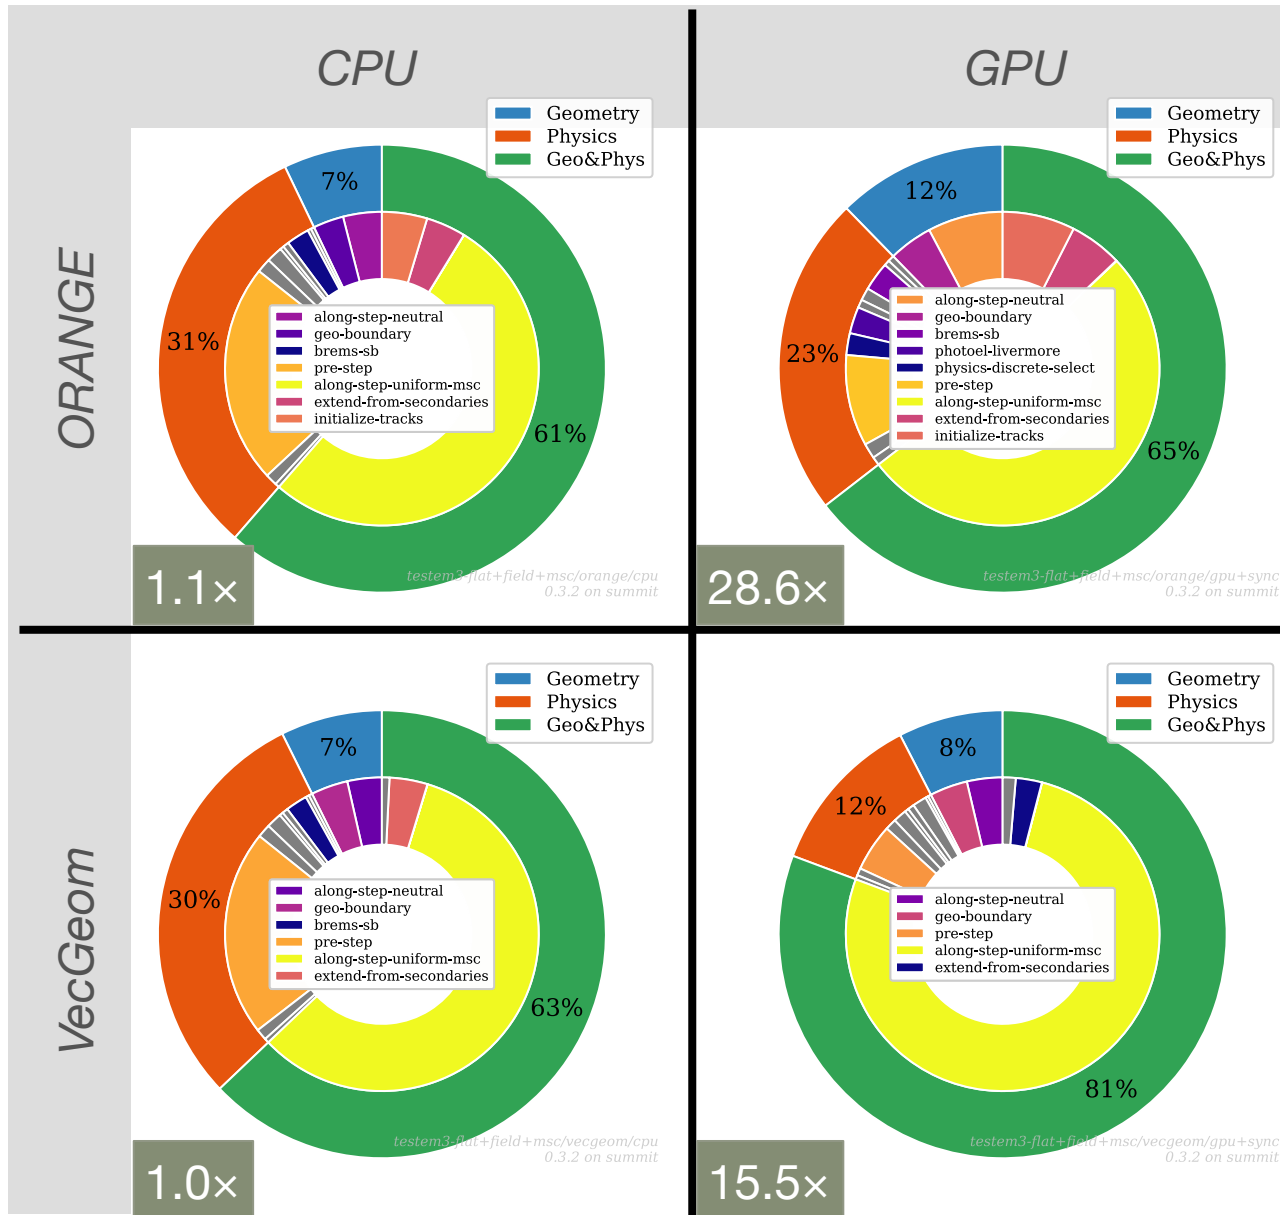 CPU
GPU
ORANGE
Geometry
Physics
Geo&Phys
7%
31%
61%
along-step-neutral
geo-boundary
brems-sb
pre-step
along-step-uniform-msc
extend-from-secondaries
initialize-tracks
1.1×
testem3-flat+field+msc/orange/cpu
0.3.2 on summit
Geometry
Physics
Geo&Phys
12%
23%
65%
along-step-neutral
geo-boundary
brems-sb
photoel-livermore
physics-discrete-select
pre-step
along-step-uniform-msc
extend-from-secondaries
initialize-tracks
28.6×
testem3-flat+field+msc/orange/gpu+sync
0.3.2 on summit
VecGeom
Geometry
Physics
Geo&Phys
7%
30%
63%
along-step-neutral
geo-boundary
brems-sb
pre-step
along-step-uniform-msc
extend-from-secondaries
1.0×
testem3-flat+field+msc/vecgeom/cpu
0.3.2 on summit
Geometry
Physics
Geo&Phys
8%
12%
81%
along-step-neutral
geo-boundary
pre-step
along-step-uniform-msc
extend-from-secondaries
15.5×
testem3-flat+field+msc/vecgeom/gpu+sync
0.3.2 on summit